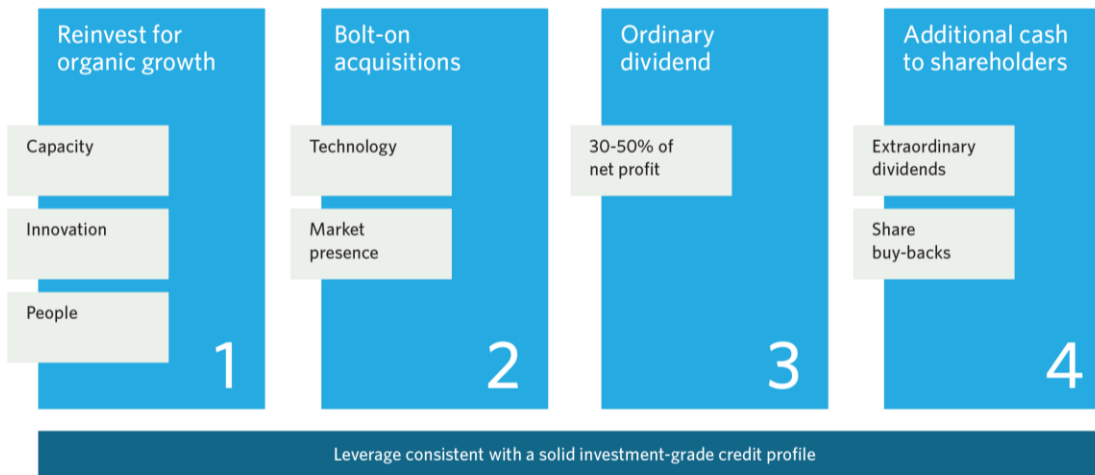 Reinvest for
organic growth
Capacity
Innovation
People
1
Bolt-on
acquisitions
Technology
Market
presence
2
Ordinary
dividend
30-50% of
net profit
3
Additional cash
to shareholders
Extraordinary
dividends
Share
buy-backs
4
Leverage consistent with a solid investment-grade credit profile